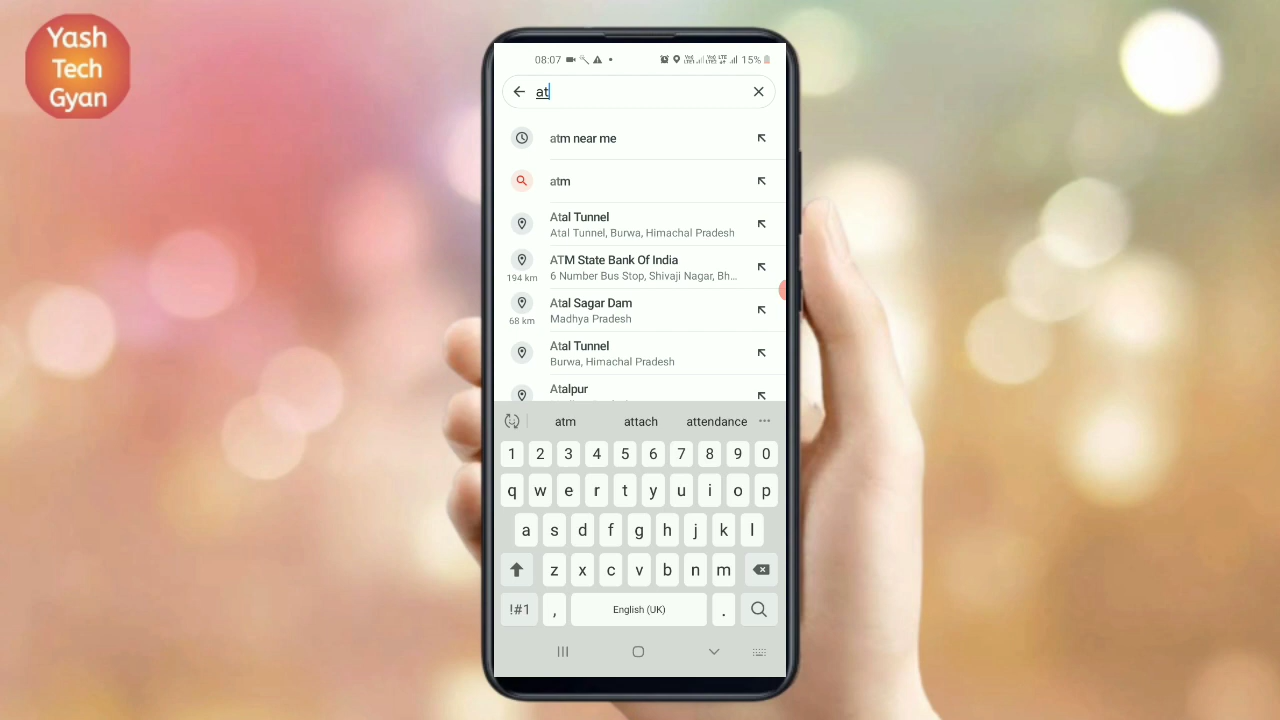 Yash
Tech
Gyan
08:07 15%
at
atm near me
atm
Atal Tunnel
Atal Tunnel, Burwa, Himachal Pradesh
ATM State Bank Of India
194 km 6 Number Bus Stop, Shivaji Nagar, Bh...
Atal Sagar Dam
68 km Madhya Pradesh
Atal Tunnel
Burwa, Himachal Pradesh
Atalpur
atm attach attendance ...
1 2 3 4 5 6 7 8 9 0
q w e r t y u i o p
a s d f g h j k l
z x c v b n m
!#1 , English (UK) .